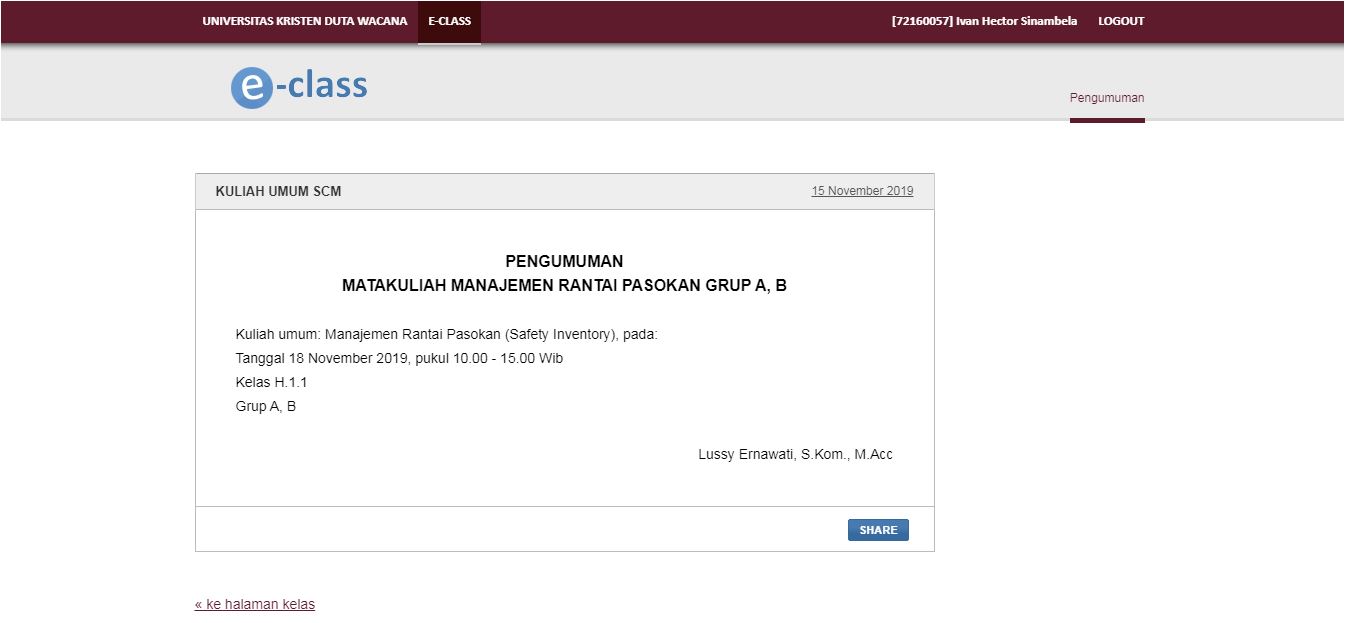 UNIVERSITAS KRISTEN DUTA WACANA E-CLASS [72160057] Ivan Hector Sinambela LOGOUT
e-class
Pengumuman
KULIAH UMUM SCM 15 November 2019
PENGUMUMAN
MATAKULIAH MANAJEMEN RANTAI PASOKAN GRUP A, B
Kuliah umum: Manajemen Rantai Pasokan (Safety Inventory), pada:
Tanggal 18 November 2019, pukul 10.00 - 15.00 Wib
Kelas H.1.1
Grup A, B
Lussy Ernawati, S.Kom., M.Acc
SHARE
« ke halaman kelas